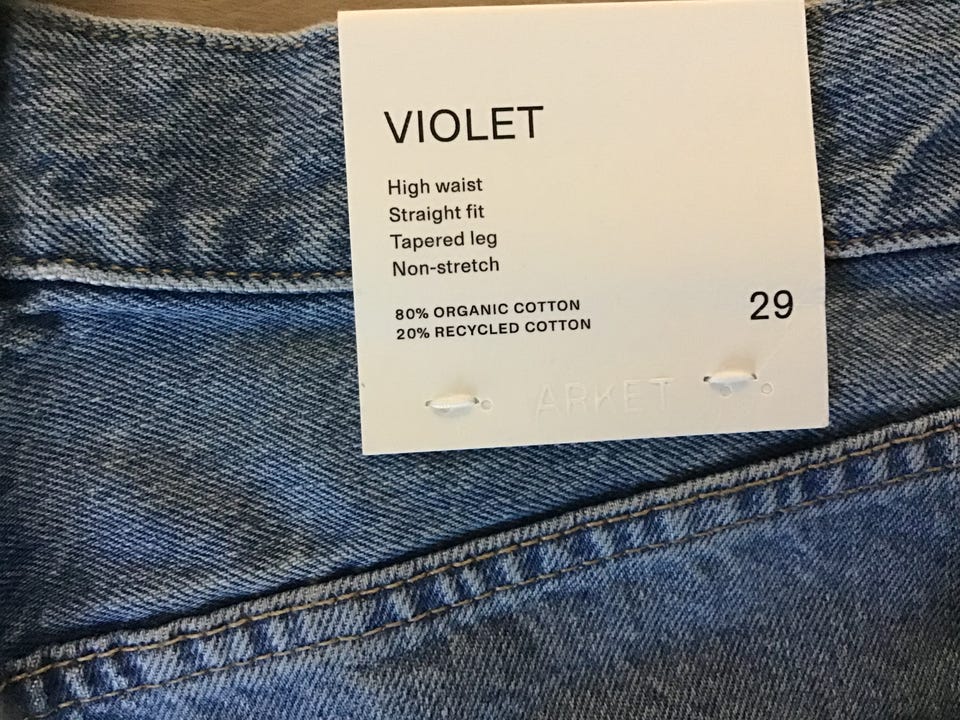 VIOLET
High waist
Straight fit
Tapered leg
Non-stretch
80% ORGANIC COTTON
20% RECYCLED COTTON
29
ARKET